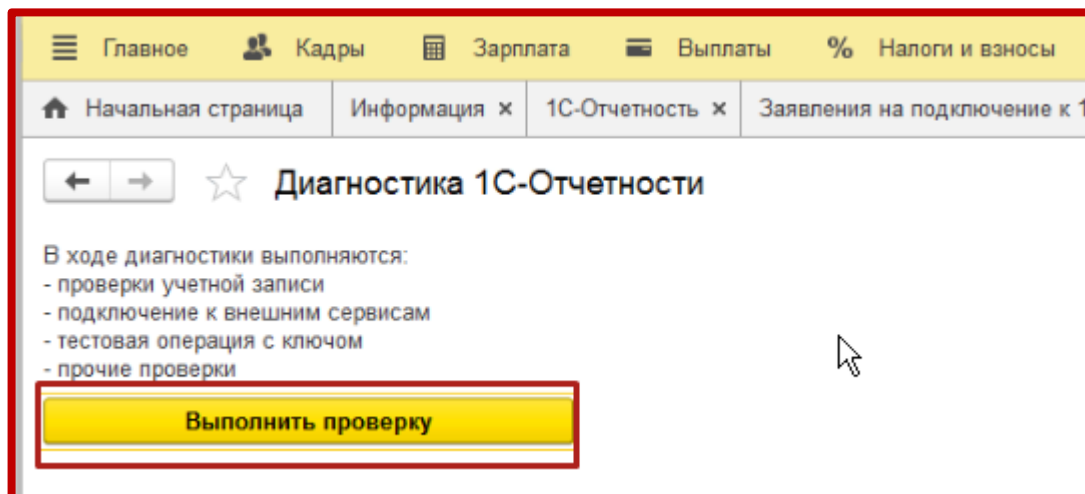 Главное Кадры Зарплата Выплаты % Налоги и взносы
Начальная страница Информация × 1С-Отчетность × Заявления на подключение к 1
Диагностика 1С-Отчетности
В ходе диагностики выполняются:
- проверки учетной записи
- подключение к внешним сервисам
- тестовая операция с ключом
- прочие проверки
Выполнить проверку